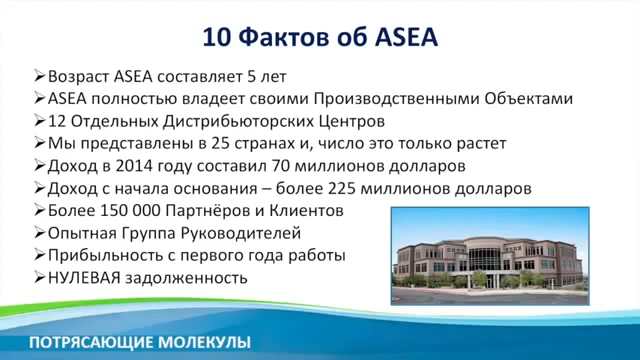 10 Фактов об ASEA
➢Возраст ASEA составляет 5 лет
➢ASEA полностью владеет своими Производственными Объектами
➢12 Отдельных Дистрибьюторских Центров
➢Мы представлены в 25 странах и, число это только растет
➢Доход в 2014 году составил 70 миллионов долларов
➢Доход с начала основания – более 225 миллионов долларов
➢Более 150 000 Партнёров и Клиентов
➢Опытная Группа Руководителей
➢Прибыльность с первого года работы
➢НУЛЕВАЯ задолженность
ПОТРЯСАЮЩИЕ МОЛЕКУЛЫ